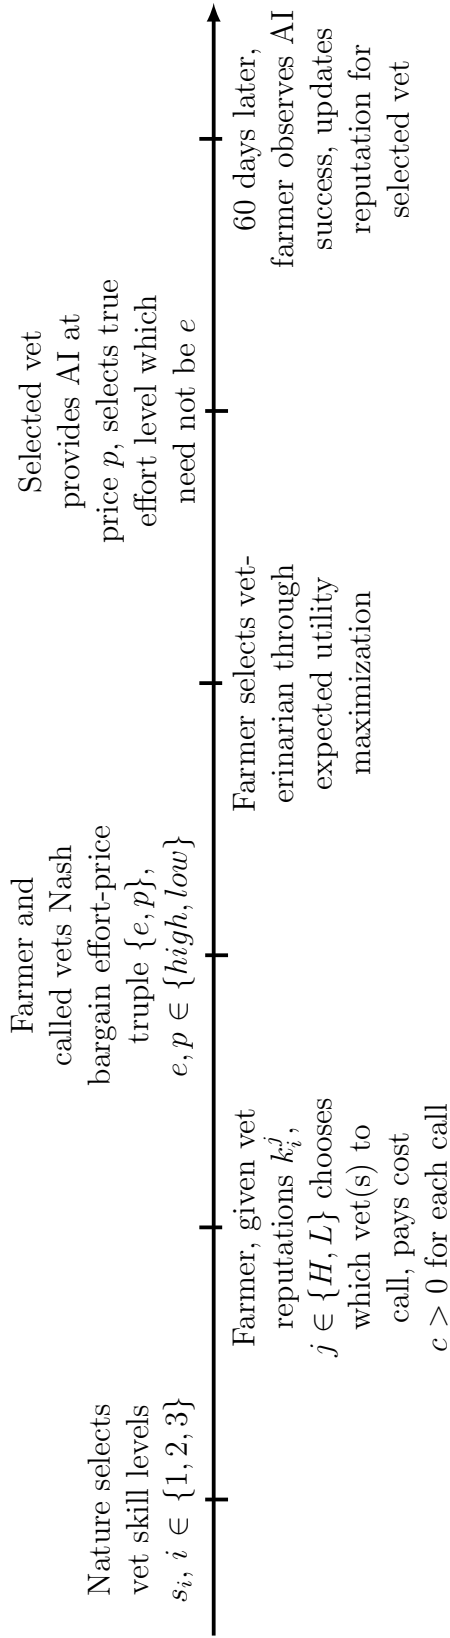 Nature selects
vet skill levels
s_i, i ∈ {1, 2, 3}
Farmer, given vet
reputations k_i^j,
j ∈ {H, L} chooses
which vet(s) to
call, pays cost
c > 0 for each call
Farmer and
called vets Nash
bargain effort-price
truple {e, p},
e, p ∈ {high, low}
Farmer selects vet-
erinarian through
expected utility
maximization
Selected vet
provides AI at
price p, selects true
effort level which
need not be e
60 days later,
farmer observes AI
success, updates
reputation for
selected vet